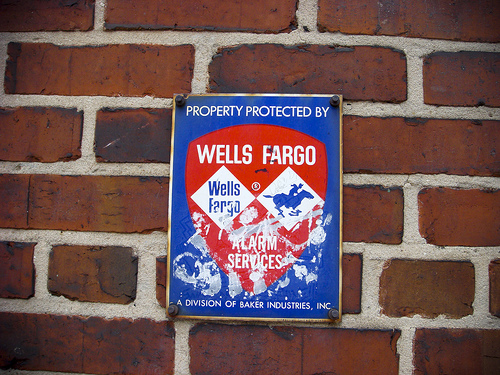 PROPERTY PROTECTED BY
WELLS FARGO
Wells
Fargo
ALARM
SERVICES
A DIVISION OF BAKER INDUSTRIES, INC